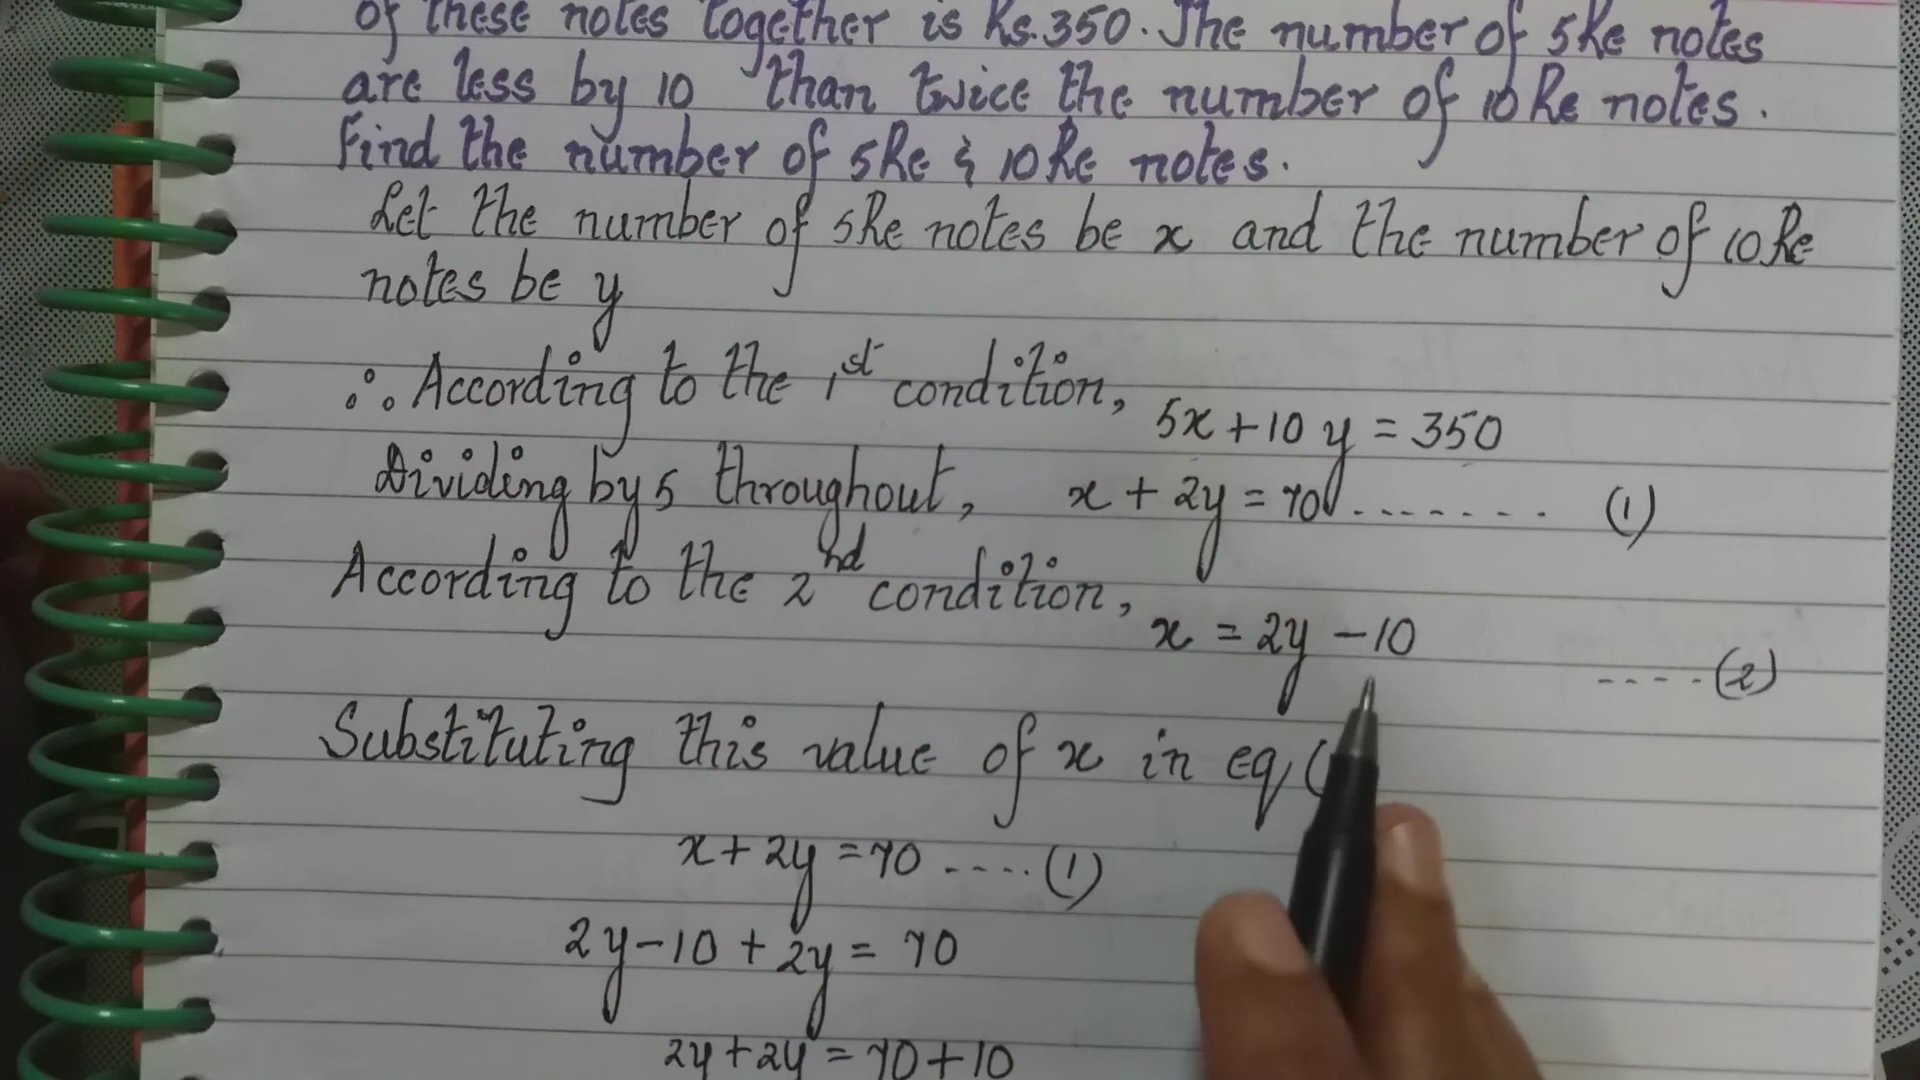 of these notes together is Rs.350. The number of 5Re notes
are less by 10 than twice the number of 10 Re notes.
Find the number of 5Re & 10Re notes.
Let the number of 5Re notes be x and the number of 10Re
notes be y
∴ According to the 1st condition, 5x + 10y = 350
Dividing by 5 throughout, x + 2y = 70 ....... (1)
According to the 2nd condition,
x = 2y - 10 .... (2)
Substituting this value of x in eq (
x + 2y = 70 .... (1)
2y - 10 + 2y = 70
2y + 2y = 70 + 10